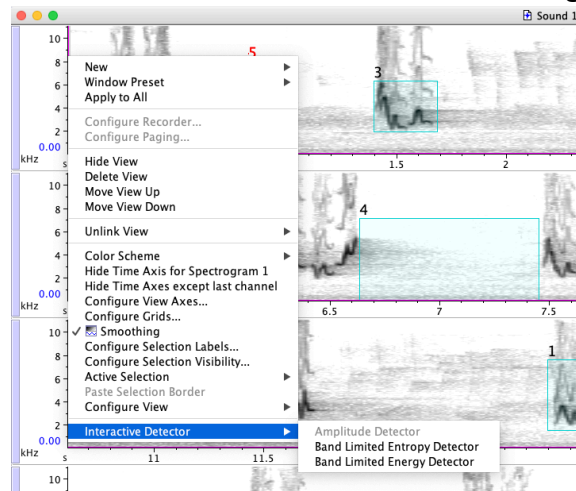 Sound 1
10
8
6
4
2
0.00
kHz
s
5
3
1.5
2
New
Window Preset
Apply to All
Configure Recorder...
Configure Paging...
Hide View
Delete View
Move View Up
Move View Down
Unlink View
Color Scheme
Hide Time Axis for Spectrogram 1
Hide Time Axes except last channel
Configure View Axes...
Configure Grids...
✓ Smoothing
Configure Selection Labels...
Configure Selection Visibility...
Active Selection
Paste Selection Border
Configure View
Interactive Detector
Amplitude Detector
Band Limited Entropy Detector
Band Limited Energy Detector
10
8
6
4
2
0.00
kHz
s
4
6.5
7
7.5
10
8
6
4
2
0.00
kHz
s
1
11
11.5
10